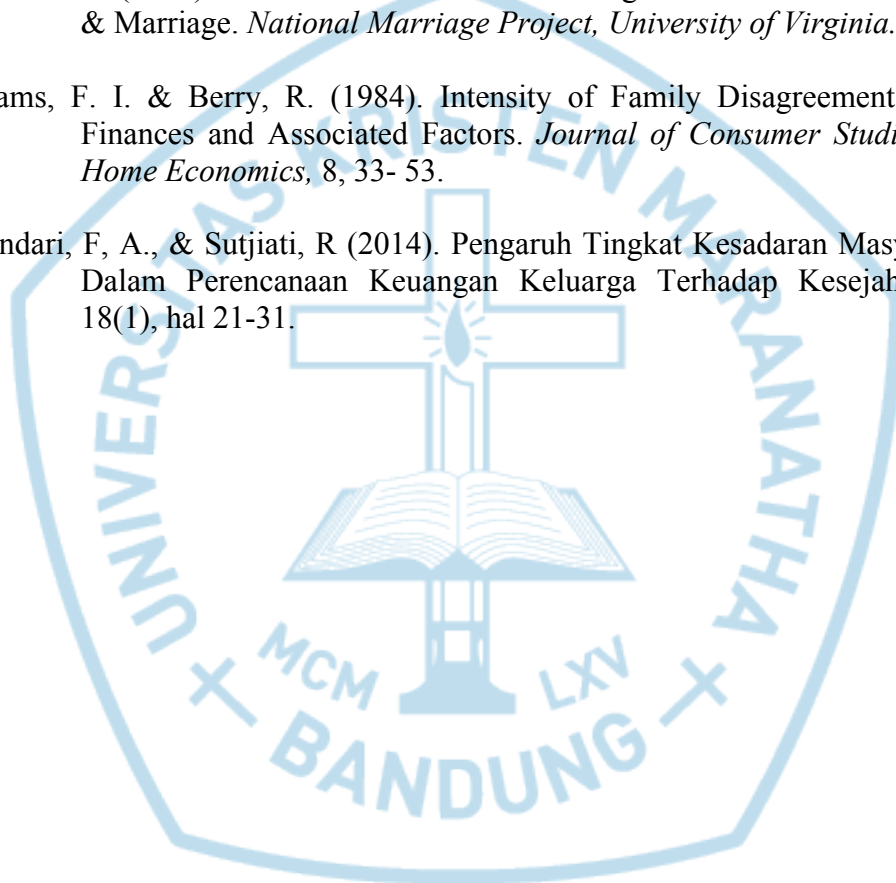 & Marriage. National Marriage Project, University of Virginia.
ams, F. I. & Berry, R. (1984). Intensity of Family Disagreement
Finances and Associated Factors. Journal of Consumer Studi
Home Economics, 8, 33- 53.
ndari, F, A., & Sutjiati, R (2014). Pengaruh Tingkat Kesadaran Masy
Dalam Perencanaan Keuangan Keluarga Terhadap Kesejah
18(1), hal 21-31.
UNIVERSITAS KRISTEN MARANATHA
MCM LXV
BANDUNG